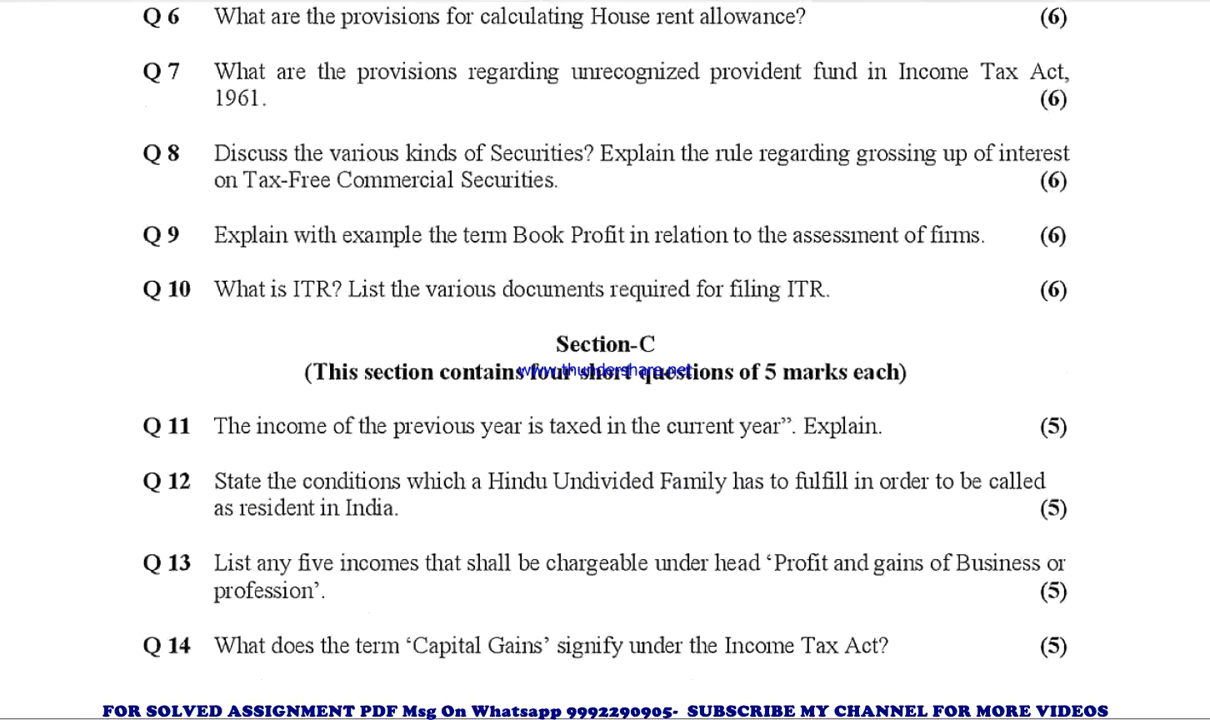 Q 6 What are the provisions for calculating House rent allowance? (6)
Q 7 What are the provisions regarding unrecognized provident fund in Income Tax Act,
1961. (6)
Q 8 Discuss the various kinds of Securities? Explain the rule regarding grossing up of interest
on Tax-Free Commercial Securities. (6)
Q 9 Explain with example the term Book Profit in relation to the assessment of firms. (6)
Q 10 What is ITR? List the various documents required for filing ITR. (6)
Section-C
(This section contains four short questions of 5 marks each)
www.thundershare.net
Q 11 The income of the previous year is taxed in the current year”. Explain. (5)
Q 12 State the conditions which a Hindu Undivided Family has to fulfill in order to be called
as resident in India. (5)
Q 13 List any five incomes that shall be chargeable under head ‘Profit and gains of Business or
profession’. (5)
Q 14 What does the term ‘Capital Gains’ signify under the Income Tax Act? (5)
FOR SOLVED ASSIGNMENT PDF Msg On Whatsapp 9992290905- SUBSCRIBE MY CHANNEL FOR MORE VIDEOS